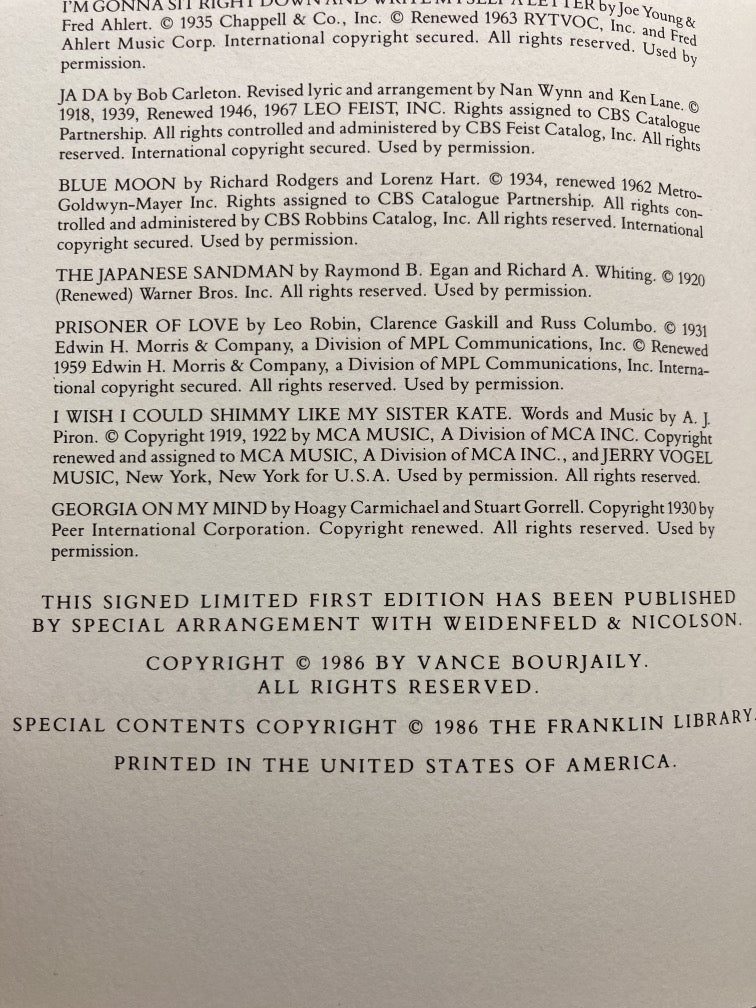 I'M GONNA SIT RIGHT DOWN AND WRITE MYSELF A LETTER by Joe Young &
Fred Ahlert. © 1935 Chappell & Co., Inc. © Renewed 1963 RYTVOC, Inc. and Fred
Ahlert Music Corp. International copyright secured. All rights reserved. Used by
permission.
JA DA by Bob Carleton. Revised lyric and arrangement by Nan Wynn and Ken Lane. ©
1918, 1939, Renewed 1946, 1967 LEO FEIST, INC. Rights assigned to CBS Catalogue
Partnership. All rights controlled and administered by CBS Feist Catalog, Inc. All rights
reserved. International copyright secured. Used by permission.
BLUE MOON by Richard Rodgers and Lorenz Hart. © 1934, renewed 1962 Metro-
Goldwyn-Mayer Inc. Rights assigned to CBS Catalogue Partnership. All rights con-
trolled and administered by CBS Robbins Catalog, Inc. All rights reserved. International
copyright secured. Used by permission.
THE JAPANESE SANDMAN by Raymond B. Egan and Richard A. Whiting. © 1920
(Renewed) Warner Bros. Inc. All rights reserved. Used by permission.
PRISONER OF LOVE by Leo Robin, Clarence Gaskill and Russ Columbo. © 1931
Edwin H. Morris & Company, a Division of MPL Communications, Inc. © Renewed
1959 Edwin H. Morris & Company, a Division of MPL Communications, Inc. Interna-
tional copyright secured. All rights reserved. Used by permission.
I WISH I COULD SHIMMY LIKE MY SISTER KATE. Words and Music by A. J.
Piron. © Copyright 1919, 1922 by MCA MUSIC, A Division of MCA INC. Copyright
renewed and assigned to MCA MUSIC, A Division of MCA INC., and JERRY VOGEL
MUSIC, New York, New York for U.S.A. Used by permission. All rights reserved.
GEORGIA ON MY MIND by Hoagy Carmichael and Stuart Gorrell. Copyright 1930 by
Peer International Corporation. Copyright renewed. All rights reserved. Used by
permission.
THIS SIGNED LIMITED FIRST EDITION HAS BEEN PUBLISHED
BY SPECIAL ARRANGEMENT WITH WEIDENFELD & NICOLSON.
COPYRIGHT © 1986 BY VANCE BOURJAILY.
ALL RIGHTS RESERVED.
SPECIAL CONTENTS COPYRIGHT © 1986 THE FRANKLIN LIBRARY.
PRINTED IN THE UNITED STATES OF AMERICA.